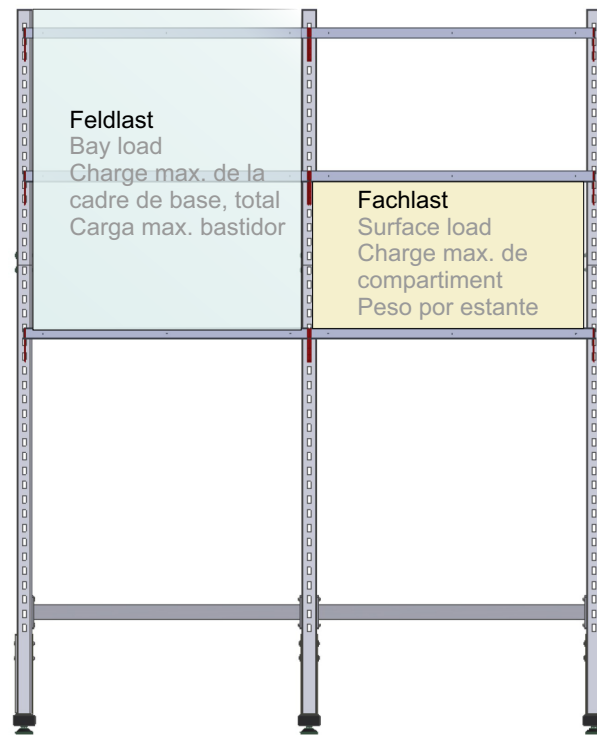 Feldlast
Bay load
Charge max. de la
cadre de base, total
Carga max. bastidor
Fachlast
Surface load
Charge max. de
compartiment
Peso por estante